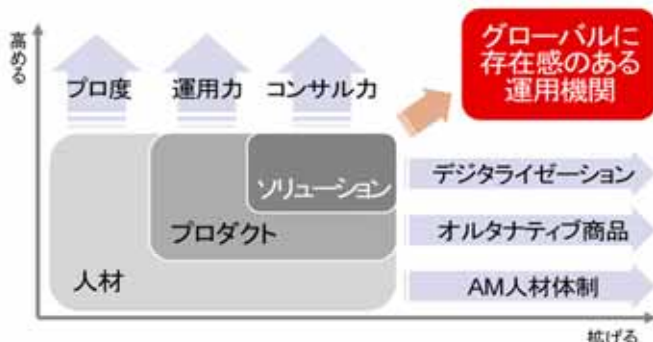 高める
プロ度
運用力
コンサル力
グローバルに
存在感のある
運用機関
ソリューション
プロダクト
人材
デジタライゼーション
オルタナティブ商品
AM人材体制
拡げる